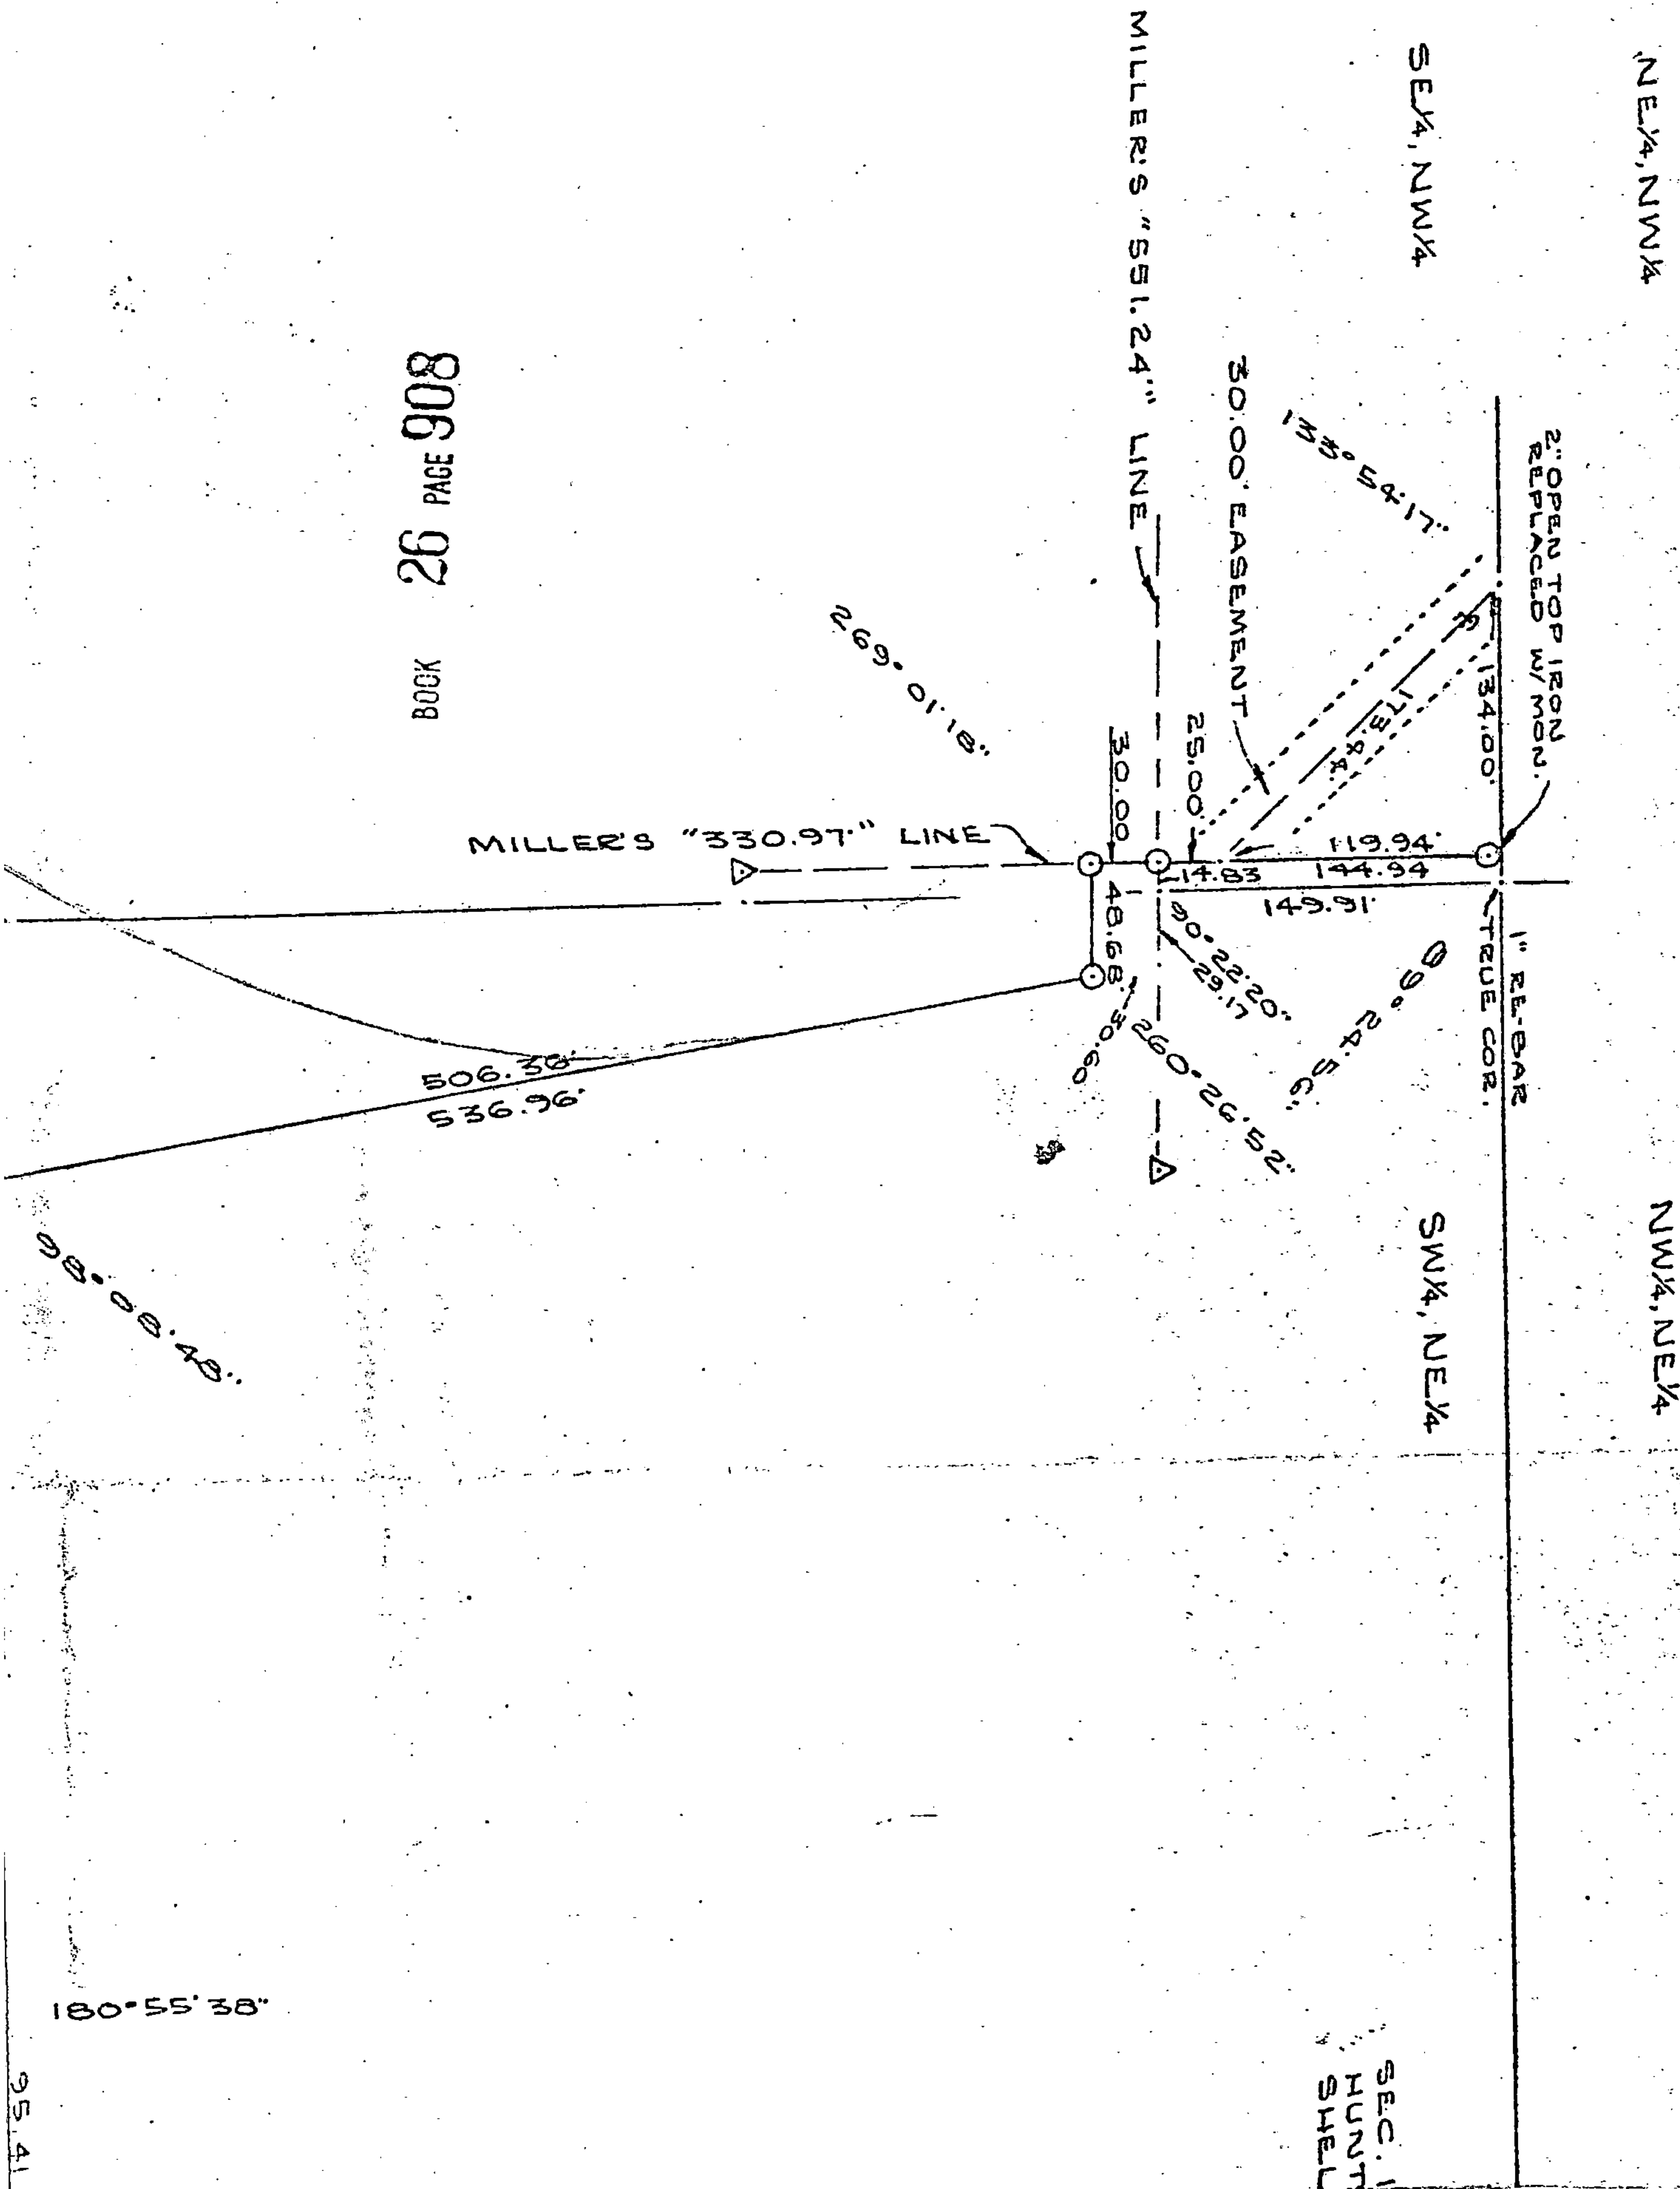 NE¼, NW¼
NW¼, NE¼
SE¼, NW¼
SW¼, NE¼
2" OPEN TOP IRON
REPLACED W/ MON.
1" RE-BAR
TRUE COR.
134.00'
173.84'
133° 54' 17"
30.00' EASEMENT
MILLER'S "551.24'" LINE
25.00'
30.00
119.94'
144.94
14.83
149.91'
90° 22' 20"
29.17
89° 24' 56"
260° 26' 52"
48.68'
30.60
269° 01' 18"
MILLER'S "330.97'" LINE
506.36'
536.96'
98° 08' 48"
BOOK 26 PAGE 908
180° 55' 38"
95.41
SEC. 1
HUNT
SHEL